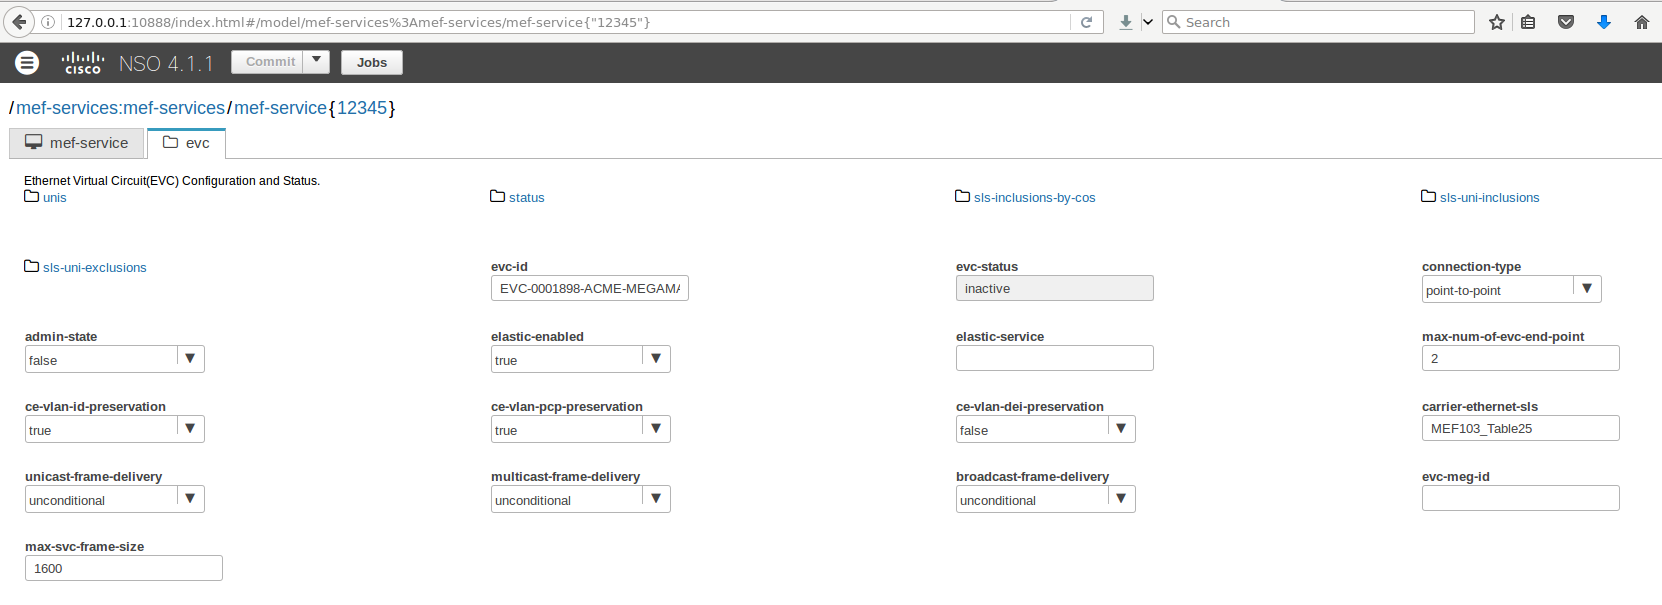 127.0.0.1:10888/index.html#/model/mef-services%3Amef-services/mef-service{"12345"}
Search
cisco NSO 4.1.1 Commit Jobs
/mef-services:mef-services/mef-service{12345}
mef-service evc
Ethernet Virtual Circuit(EVC) Configuration and Status.
unis status sls-inclusions-by-cos sls-uni-inclusions
sls-uni-exclusions evc-id evc-status connection-type
EVC-0001898-ACME-MEGAMA inactive point-to-point
admin-state elastic-enabled elastic-service max-num-of-evc-end-point
false true 2
ce-vlan-id-preservation ce-vlan-pcp-preservation ce-vlan-dei-preservation carrier-ethernet-sls
true true false MEF103_Table25
unicast-frame-delivery multicast-frame-delivery broadcast-frame-delivery evc-meg-id
unconditional unconditional unconditional
max-svc-frame-size
1600